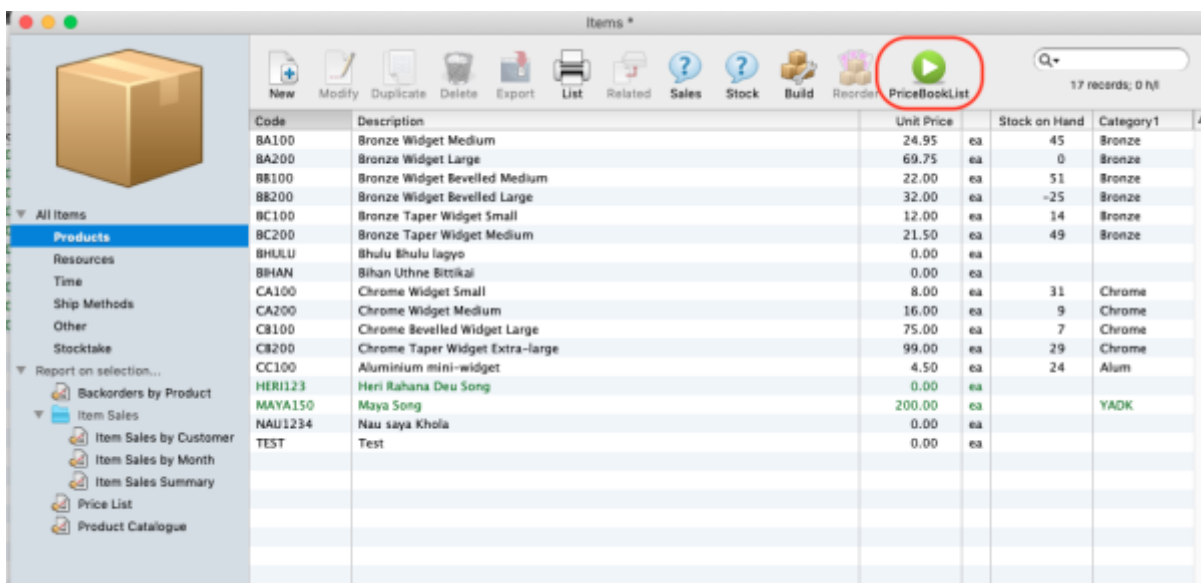 Items *
New Modify Duplicate Delete Export List Related Sales Stock Build Reorder PriceBookList
17 records; 0 h/l
All Items
Products
Resources
Time
Ship Methods
Other
Stocktake
Report on selection...
Backorders by Product
Item Sales
Item Sales by Customer
Item Sales by Month
Item Sales Summary
Price List
Product Catalogue
Code Description Unit Price Stock on Hand Category1
BA100 Bronze Widget Medium 24.95 ea 45 Bronze
BA200 Bronze Widget Large 69.75 ea 0 Bronze
BB100 Bronze Widget Bevelled Medium 22.00 ea 51 Bronze
BB200 Bronze Widget Bevelled Large 32.00 ea -25 Bronze
BC100 Bronze Taper Widget Small 12.00 ea 14 Bronze
BC200 Bronze Taper Widget Medium 21.50 ea 49 Bronze
BHULU Bhulu Bhulu lagyo 0.00 ea
BIHAN Bihan Uthne Bittikai 0.00 ea
CA100 Chrome Widget Small 8.00 ea 31 Chrome
CA200 Chrome Widget Medium 16.00 ea 9 Chrome
CB100 Chrome Bevelled Widget Large 75.00 ea 7 Chrome
CB200 Chrome Taper Widget Extra-large 99.00 ea 29 Chrome
CC100 Aluminium mini-widget 4.50 ea 24 Alum
HERI123 Heri Rahana Deu Song 0.00 ea
MAYA150 Maya Song 200.00 ea YADK
NAU1234 Nau saya Khola 0.00 ea
TEST Test 0.00 ea